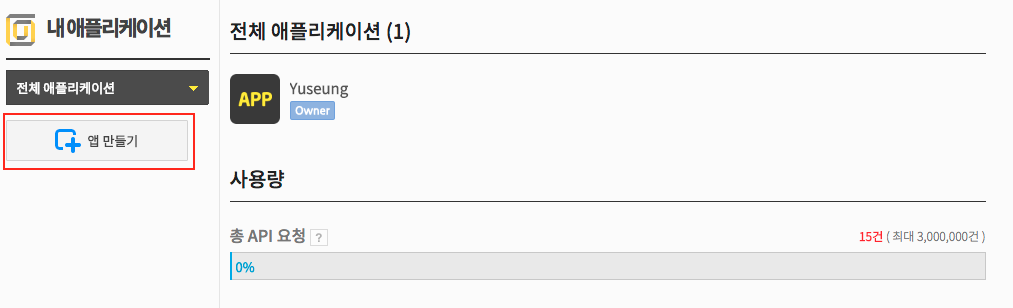 내 애플리케이션
전체 애플리케이션
앱 만들기
전체 애플리케이션 (1)
APP
Yuseung
Owner
사용량
총 API 요청 ?
15건 ( 최대 3,000,000건 )
0%